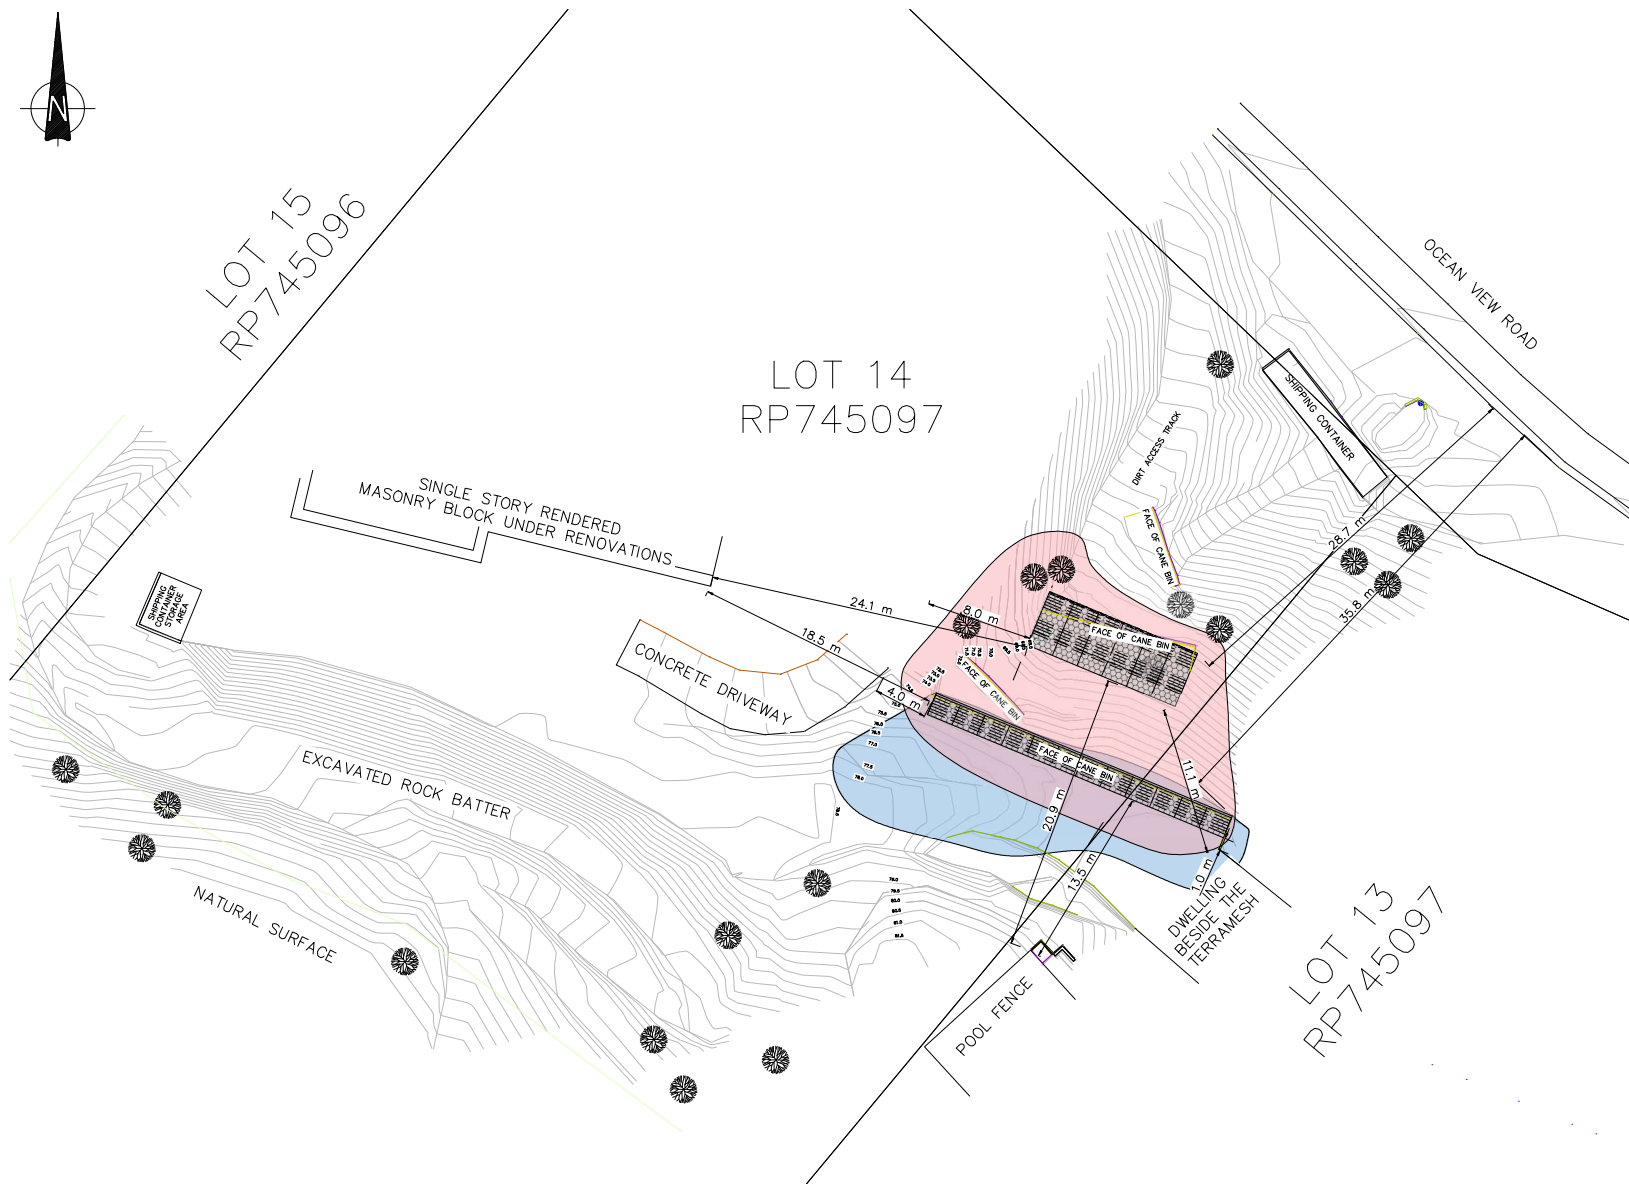 N
LOT 15
RP745096
OCEAN VIEW ROAD
LOT 14
RP745097
SHIPPING CONTAINER
DIRT ACCESS TRACK
SINGLE STORY RENDERED
MASONRY BLOCK UNDER RENOVATIONS
FACE OF CANE BIN
28.7 m
35.8 m
SHIPPING
CONTAINER
STORAGE
AREA
24.1 m
8.0 m
18.5 m
FACE OF CANE BIN
CONCRETE DRIVEWAY
FACE OF CANE BIN
4.0 m
FACE OF CANE BIN
11.1 m
20.9 m
13.5 m
1.0 m
EXCAVATED ROCK BATTER
NATURAL SURFACE
DWELLING
BESIDE THE
TERRAMESH
LOT 13
RP745097
POOL FENCE